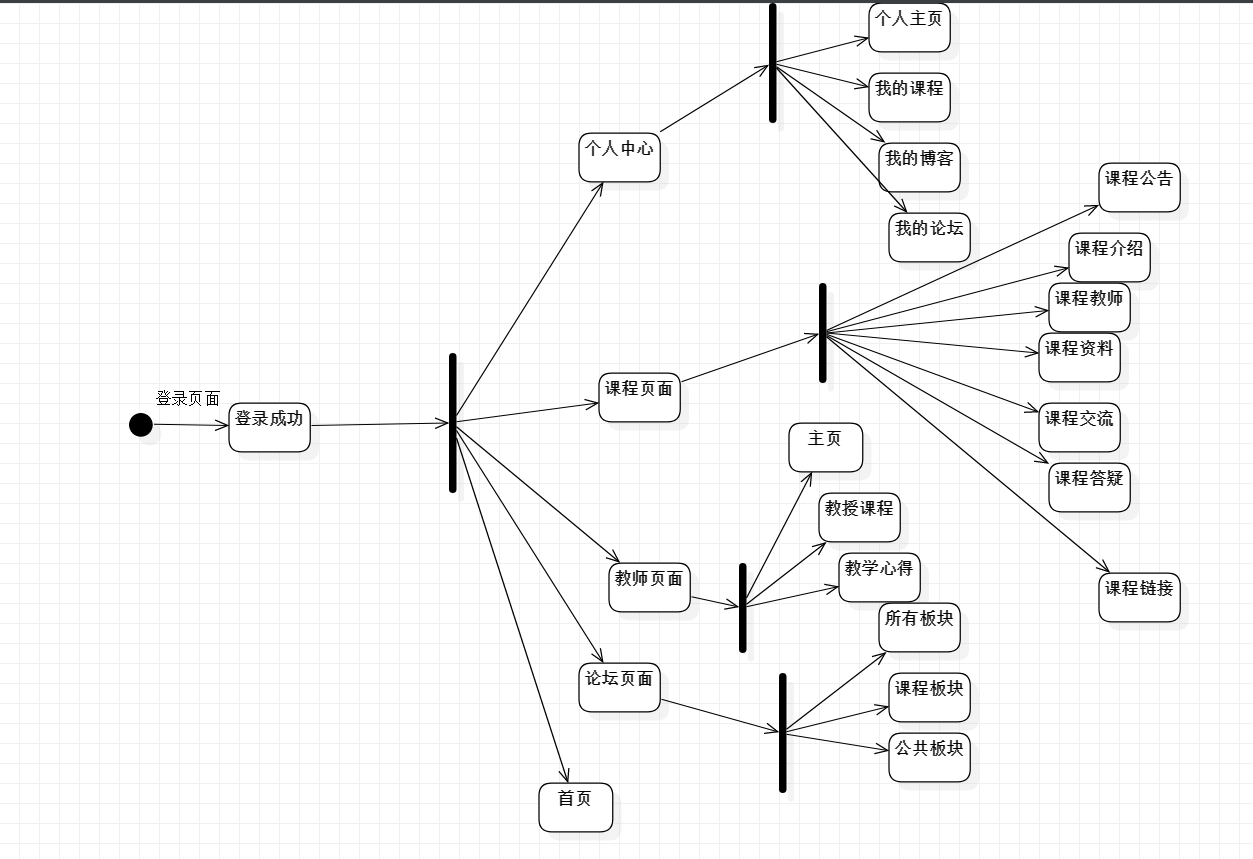 个人主页
我的课程
个人中心
我的博客
课程公告
我的论坛
课程介绍
课程教师
课程资料
课程页面
登录页面
登录成功
课程交流
主页
课程答疑
教授课程
教学心得
教师页面
课程链接
所有板块
论坛页面
课程板块
公共板块
首页